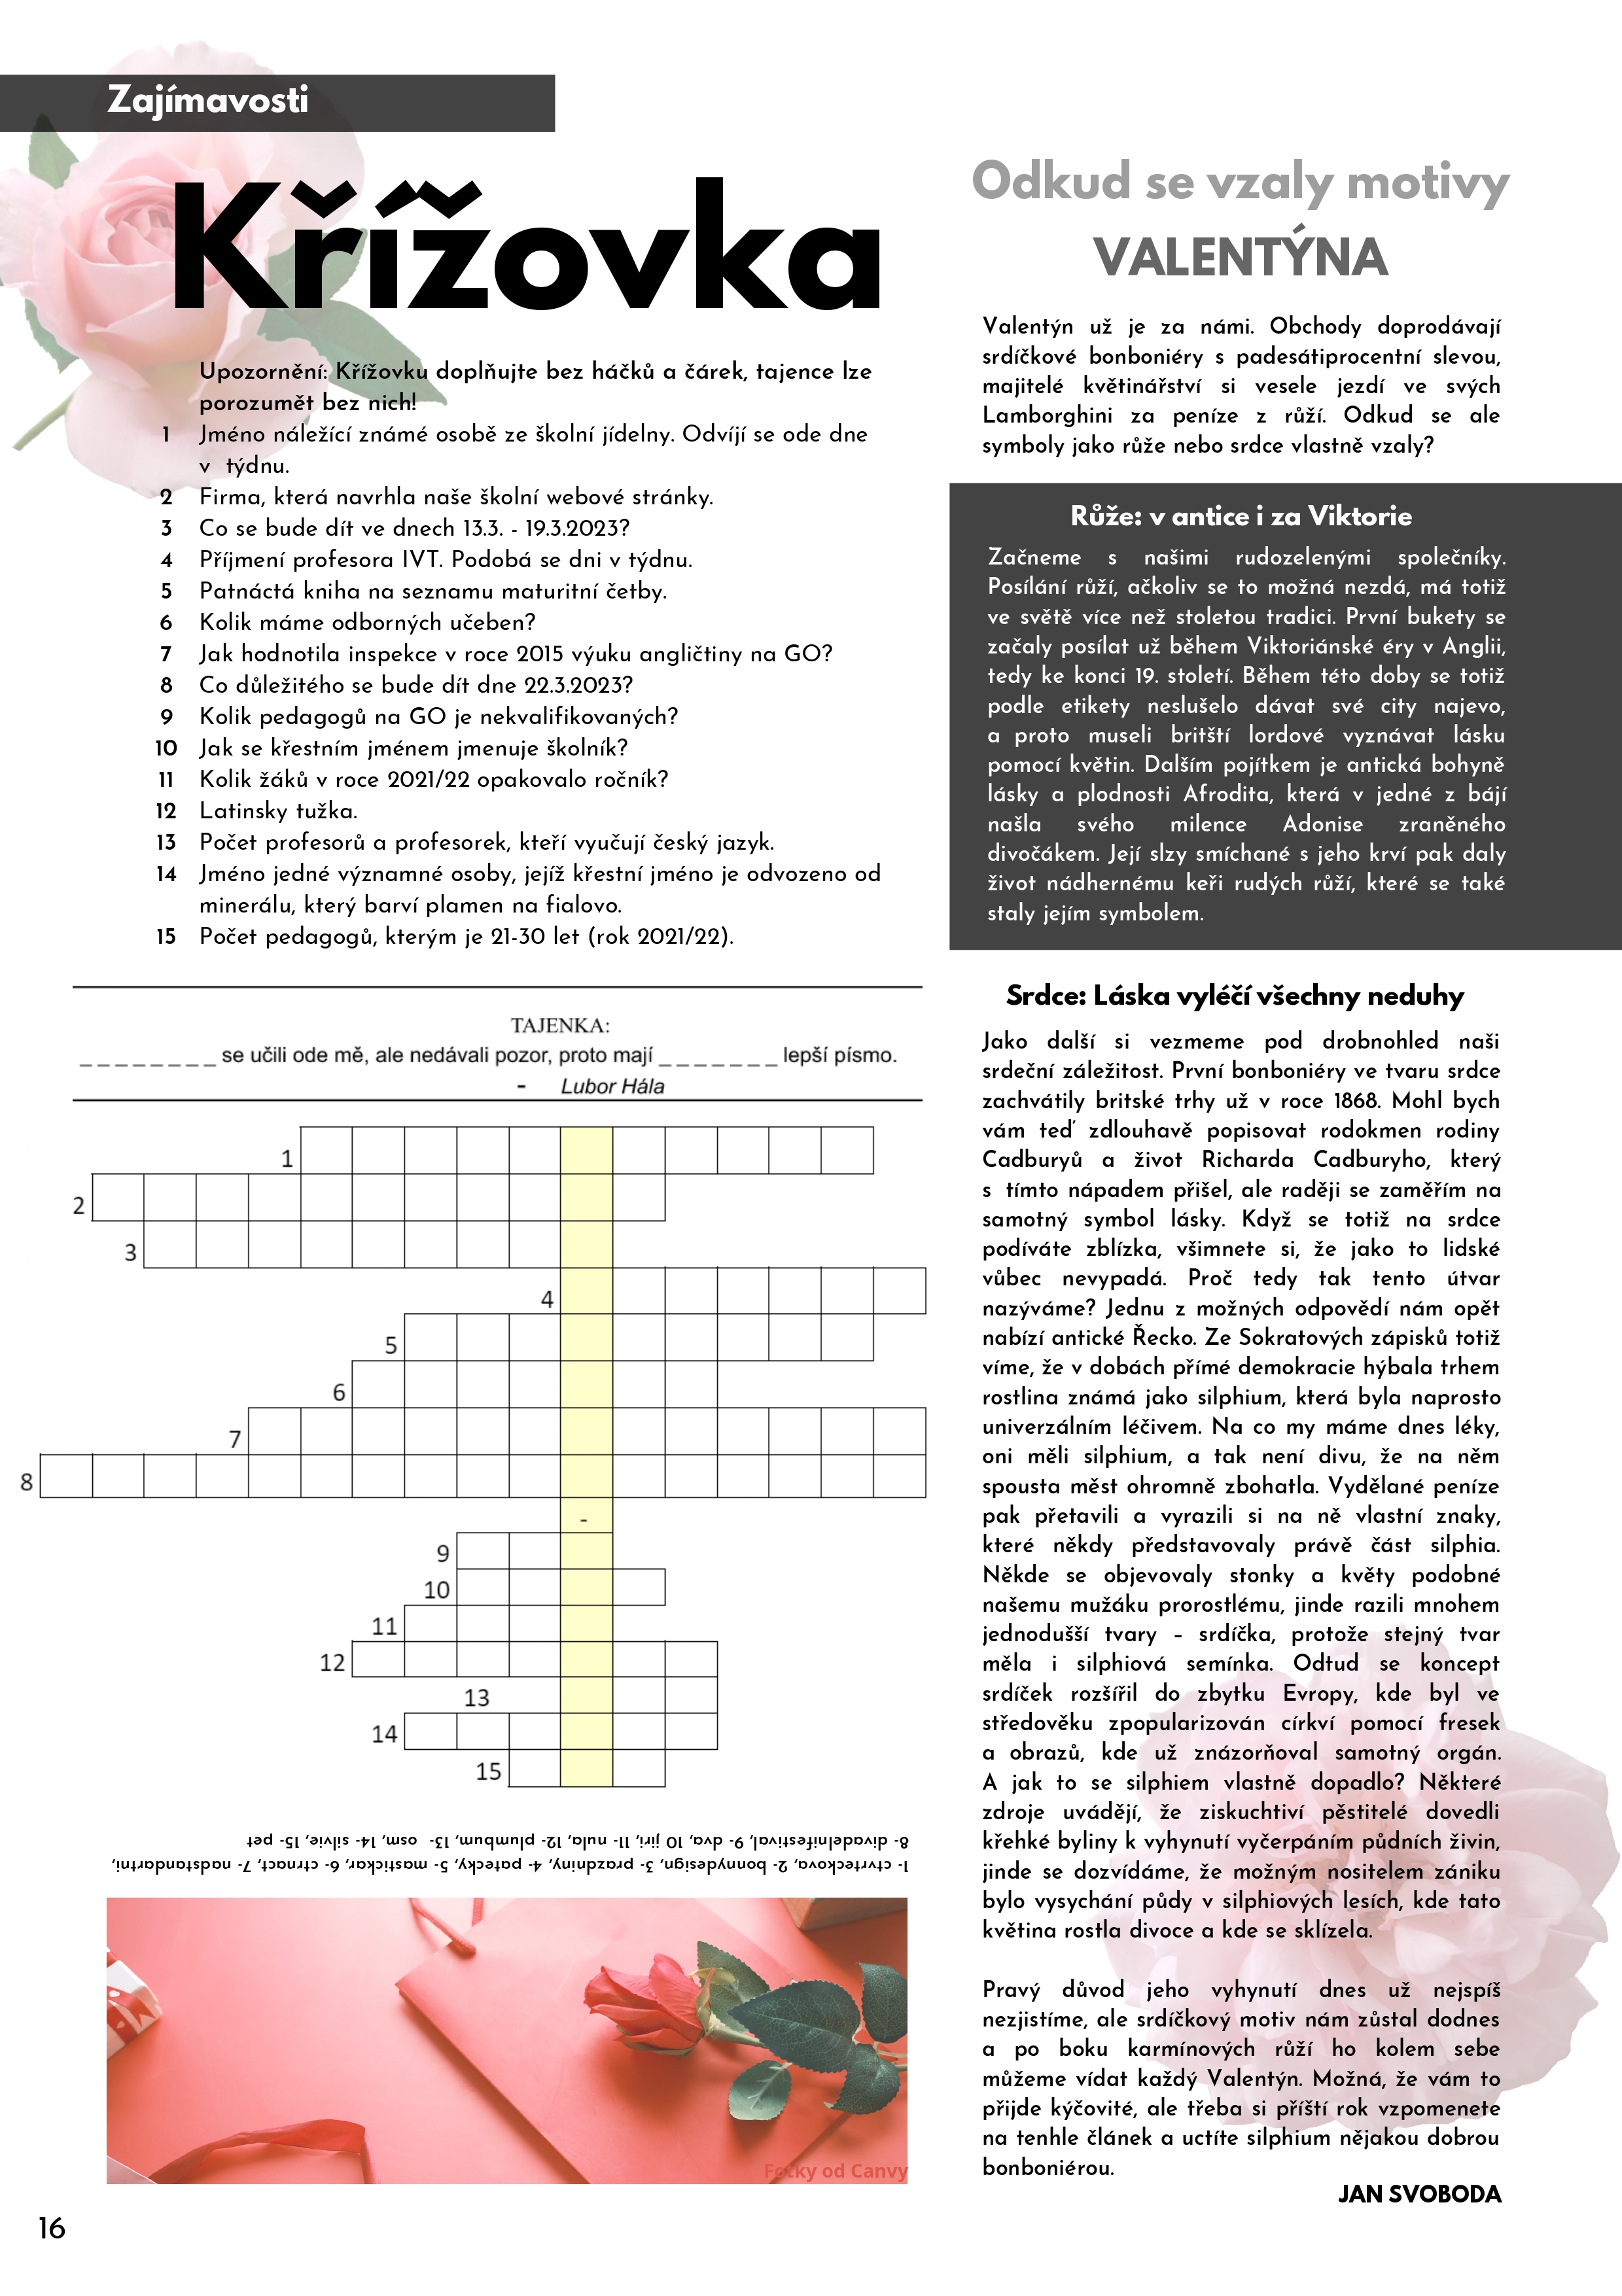 Zajímavosti
Křížovka
Upozornění: Křížovku doplňujte bez háčků a čárek, tajence lze
porozumět bez nich!
1 Jméno náležící známé osobě ze školní jídelny. Odvíjí se ode dne
v týdnu.
2 Firma, která navrhla naše školní webové stránky.
3 Co se bude dít ve dnech 13.3. - 19.3.2023?
4 Příjmení profesora IVT. Podobá se dni v týdnu.
5 Patnáctá kniha na seznamu maturitní četby.
6 Kolik máme odborných učeben?
7 Jak hodnotila inspekce v roce 2015 výuku angličtiny na GO?
8 Co důležitého se bude dít dne 22.3.2023?
9 Kolik pedagogů na GO je nekvalifikovaných?
10 Jak se křestním jménem jmenuje školník?
11 Kolik žáků v roce 2021/22 opakovalo ročník?
12 Latinsky tužka.
13 Počet profesorů a profesorek, kteří vyučují český jazyk.
14 Jméno jedné významné osoby, jejíž křestní jméno je odvozeno od
minerálu, který barví plamen na fialovo.
15 Počet pedagogů, kterým je 21-30 let (rok 2021/22).
TAJENKA:
_ _ _ _ _ _ _ _ se učili ode mě, ale nedávali pozor, proto mají _ _ _ _ _ _ _ lepší písmo.
- Lubor Hála
1
2
3
4
5
6
7
8
-
9
10
11
12
13
14
15
1- ctvrteckova, 2- bonnydesign, 3- prazdniny, 4- patecky, 5- mastickar, 6- ctrnact, 7- nadstandartni,
8- divadelnifestival, 9- dva, 10 jiri, 11- nula, 12- plumbum, 13- osm, 14- silvie, 15- pet
Fotky od Canvy
16
Odkud se vzaly motivy
VALENTÝNA
Valentýn už je za námi. Obchody doprodávají
srdíčkové bonboniéry s padesátiprocentní slevou,
majitelé květinářství si vesele jezdí ve svých
Lamborghini za peníze z růží. Odkud se ale
symboly jako růže nebo srdce vlastně vzaly?
Růže: v antice i za Viktorie
Začneme s našimi rudozelenými společníky.
Posílání růží, ačkoliv se to možná nezdá, má totiž
ve světě více než stoletou tradici. První bukety se
začaly posílat už během Viktoriánské éry v Anglii,
tedy ke konci 19. století. Během této doby se totiž
podle etikety neslušelo dávat své city najevo,
a proto museli britští lordové vyznávat lásku
pomocí květin. Dalším pojítkem je antická bohyně
lásky a plodnosti Afrodita, která v jedné z bájí
našla svého milence Adonise zraněného
divočákem. Její slzy smíchané s jeho krví pak daly
život nádhernému keři rudých růží, které se také
staly jejím symbolem.
Srdce: Láska vyléčí všechny neduhy
Jako další si vezmeme pod drobnohled naši
srdeční záležitost. První bonboniéry ve tvaru srdce
zachvátily britské trhy už v roce 1868. Mohl bych
vám teď zdlouhavě popisovat rodokmen rodiny
Cadburyů a život Richarda Cadburyho, který
s tímto nápadem přišel, ale raději se zaměřím na
samotný symbol lásky. Když se totiž na srdce
podíváte zblízka, všimnete si, že jako to lidské
vůbec nevypadá. Proč tedy tak tento útvar
nazýváme? Jednu z možných odpovědí nám opět
nabízí antické Řecko. Ze Sokratových zápisků totiž
víme, že v dobách přímé demokracie hýbala trhem
rostlina známá jako silphium, která byla naprosto
univerzálním léčivem. Na co my máme dnes léky,
oni měli silphium, a tak není divu, že na něm
spousta měst ohromně zbohatla. Vydělané peníze
pak přetavili a vyrazili si na ně vlastní znaky,
které někdy představovaly právě část silphia.
Někde se objevovaly stonky a květy podobné
našemu mužáku prorostlému, jinde razili mnohem
jednodušší tvary – srdíčka, protože stejný tvar
měla i silphiová semínka. Odtud se koncept
srdíček rozšířil do zbytku Evropy, kde byl ve
středověku zpopularizován církví pomocí fresek
a obrazů, kde už znázorňoval samotný orgán.
A jak to se silphiem vlastně dopadlo? Některé
zdroje uvádějí, že ziskuchtiví pěstitelé dovedli
křehké byliny k vyhynutí vyčerpáním půdních živin,
jinde se dozvídáme, že možným nositelem zániku
bylo vysychání půdy v silphiových lesích, kde tato
květina rostla divoce a kde se sklízela.
Pravý důvod jeho vyhynutí dnes už nejspíš
nezjistíme, ale srdíčkový motiv nám zůstal dodnes
a po boku karmínových růží ho kolem sebe
můžeme vídat každý Valentýn. Možná, že vám to
přijde kýčovité, ale třeba si příští rok vzpomenete
na tenhle článek a uctíte silphium nějakou dobrou
bonboniérou.
JAN SVOBODA